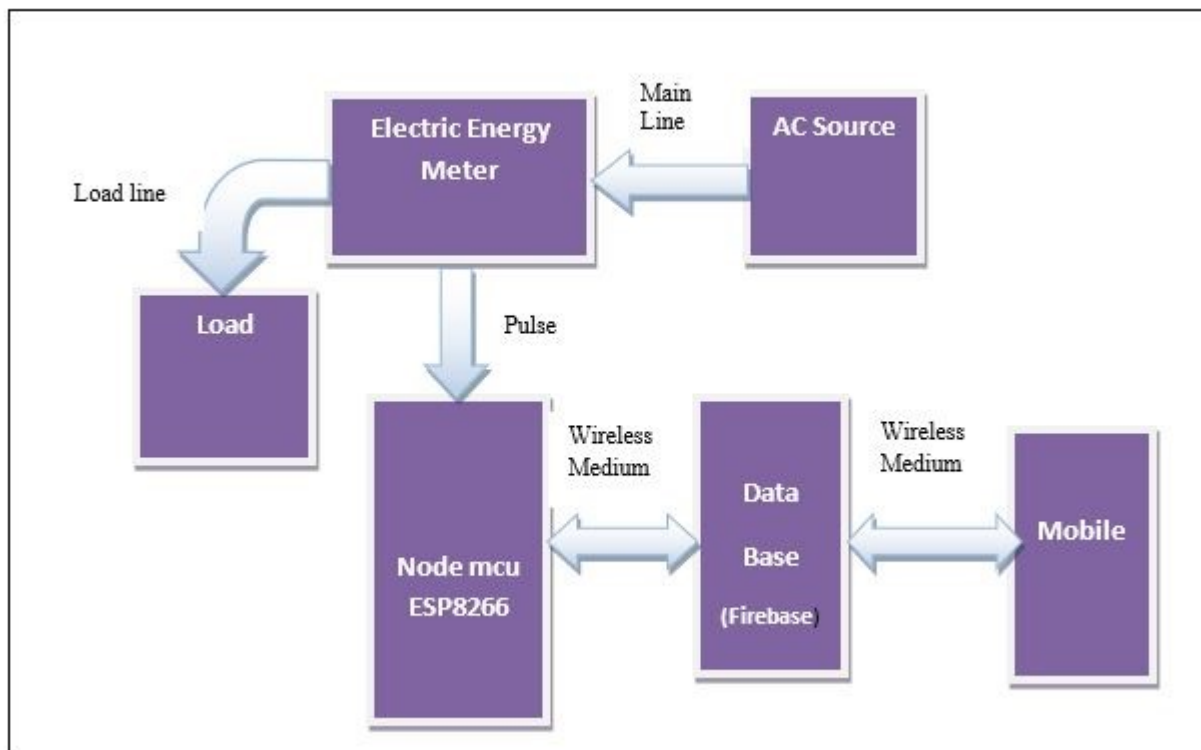 Main
Line
Electric Energy
Meter
AC Source
Load line
Load
Pulse
Wireless
Medium
Wireless
Medium
Node mcu
ESP8266
Data
Base
(Firebase)
Mobile